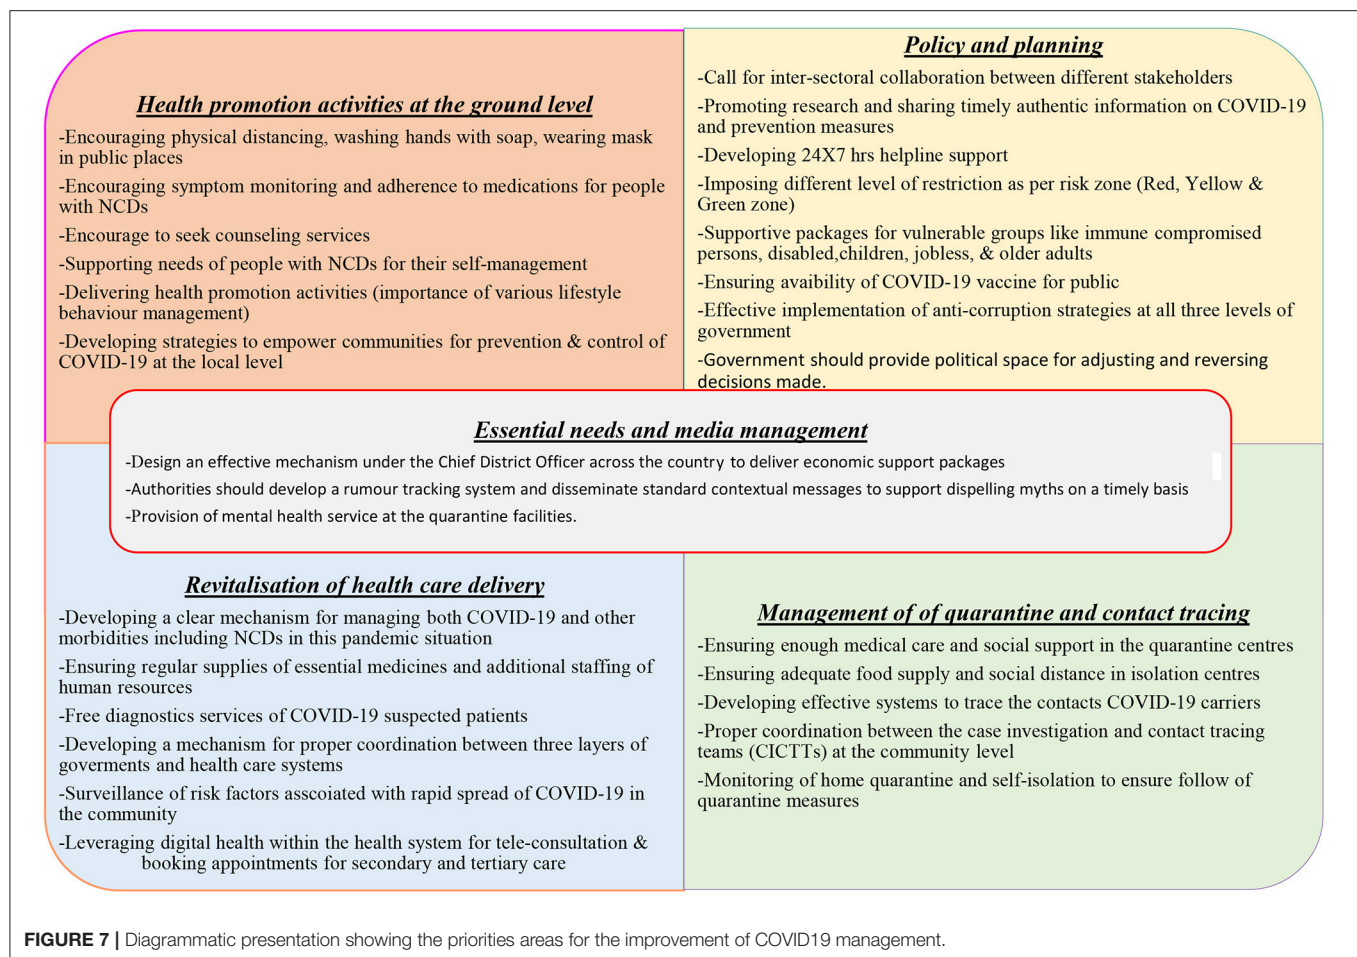 Health promotion activities at the ground level
-Encouraging physical distancing, washing hands with soap, wearing mask
in public places
-Encouraging symptom monitoring and adherence to medications for people
with NCDs
-Encourage to seek counseling services
-Supporting needs of people with NCDs for their self-management
-Delivering health promotion activities (importance of various lifestyle
behaviour management)
-Developing strategies to empower communities for prevention & control of
COVID-19 at the local level
Policy and planning
-Call for inter-sectoral collaboration between different stakeholders
-Promoting research and sharing timely authentic information on COVID-19
and prevention measures
-Developing 24X7 hrs helpline support
-Imposing different level of restriction as per risk zone (Red, Yellow &
Green zone)
-Supportive packages for vulnerable groups like immune compromised
persons, disabled,children, jobless, & older adults
-Ensuring avaibility of COVID-19 vaccine for public
-Effective implementation of anti-corruption strategies at all three levels of
government
-Government should provide political space for adjusting and reversing
decisions made.
Essential needs and media management
-Design an effective mechanism under the Chief District Officer across the country to deliver economic support packages
-Authorities should develop a rumour tracking system and disseminate standard contextual messages to support dispelling myths on a timely basis
-Provision of mental health service at the quarantine facilities.
Revitalisation of health care delivery
-Developing a clear mechanism for managing both COVID-19 and other
morbidities including NCDs in this pandemic situation
-Ensuring regular supplies of essential medicines and additional staffing of
human resources
-Free diagnostics services of COVID-19 suspected patients
-Developing a mechanism for proper coordination between three layers of
goverments and health care systems
-Surveillance of risk factors asscoiated with rapid spread of COVID-19 in
the community
-Leveraging digital health within the health system for tele-consultation &
booking appointments for secondary and tertiary care
Management of of quarantine and contact tracing
-Ensuring enough medical care and social support in the quarantine centres
-Ensuring adequate food supply and social distance in isolation centres
-Developing effective systems to trace the contacts COVID-19 carriers
-Proper coordination between the case investigation and contact tracing
teams (CICTTs) at the community level
-Monitoring of home quarantine and self-isolation to ensure follow of
quarantine measures
FIGURE 7 | Diagrammatic presentation showing the priorities areas for the improvement of COVID19 management.